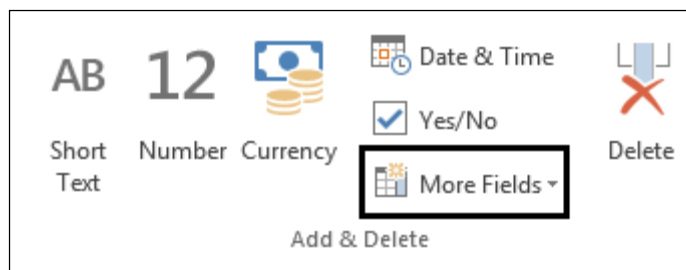 AB
Short
Text
12
Number
Currency
Date & Time
Yes/No
More Fields
Delete
Add & Delete